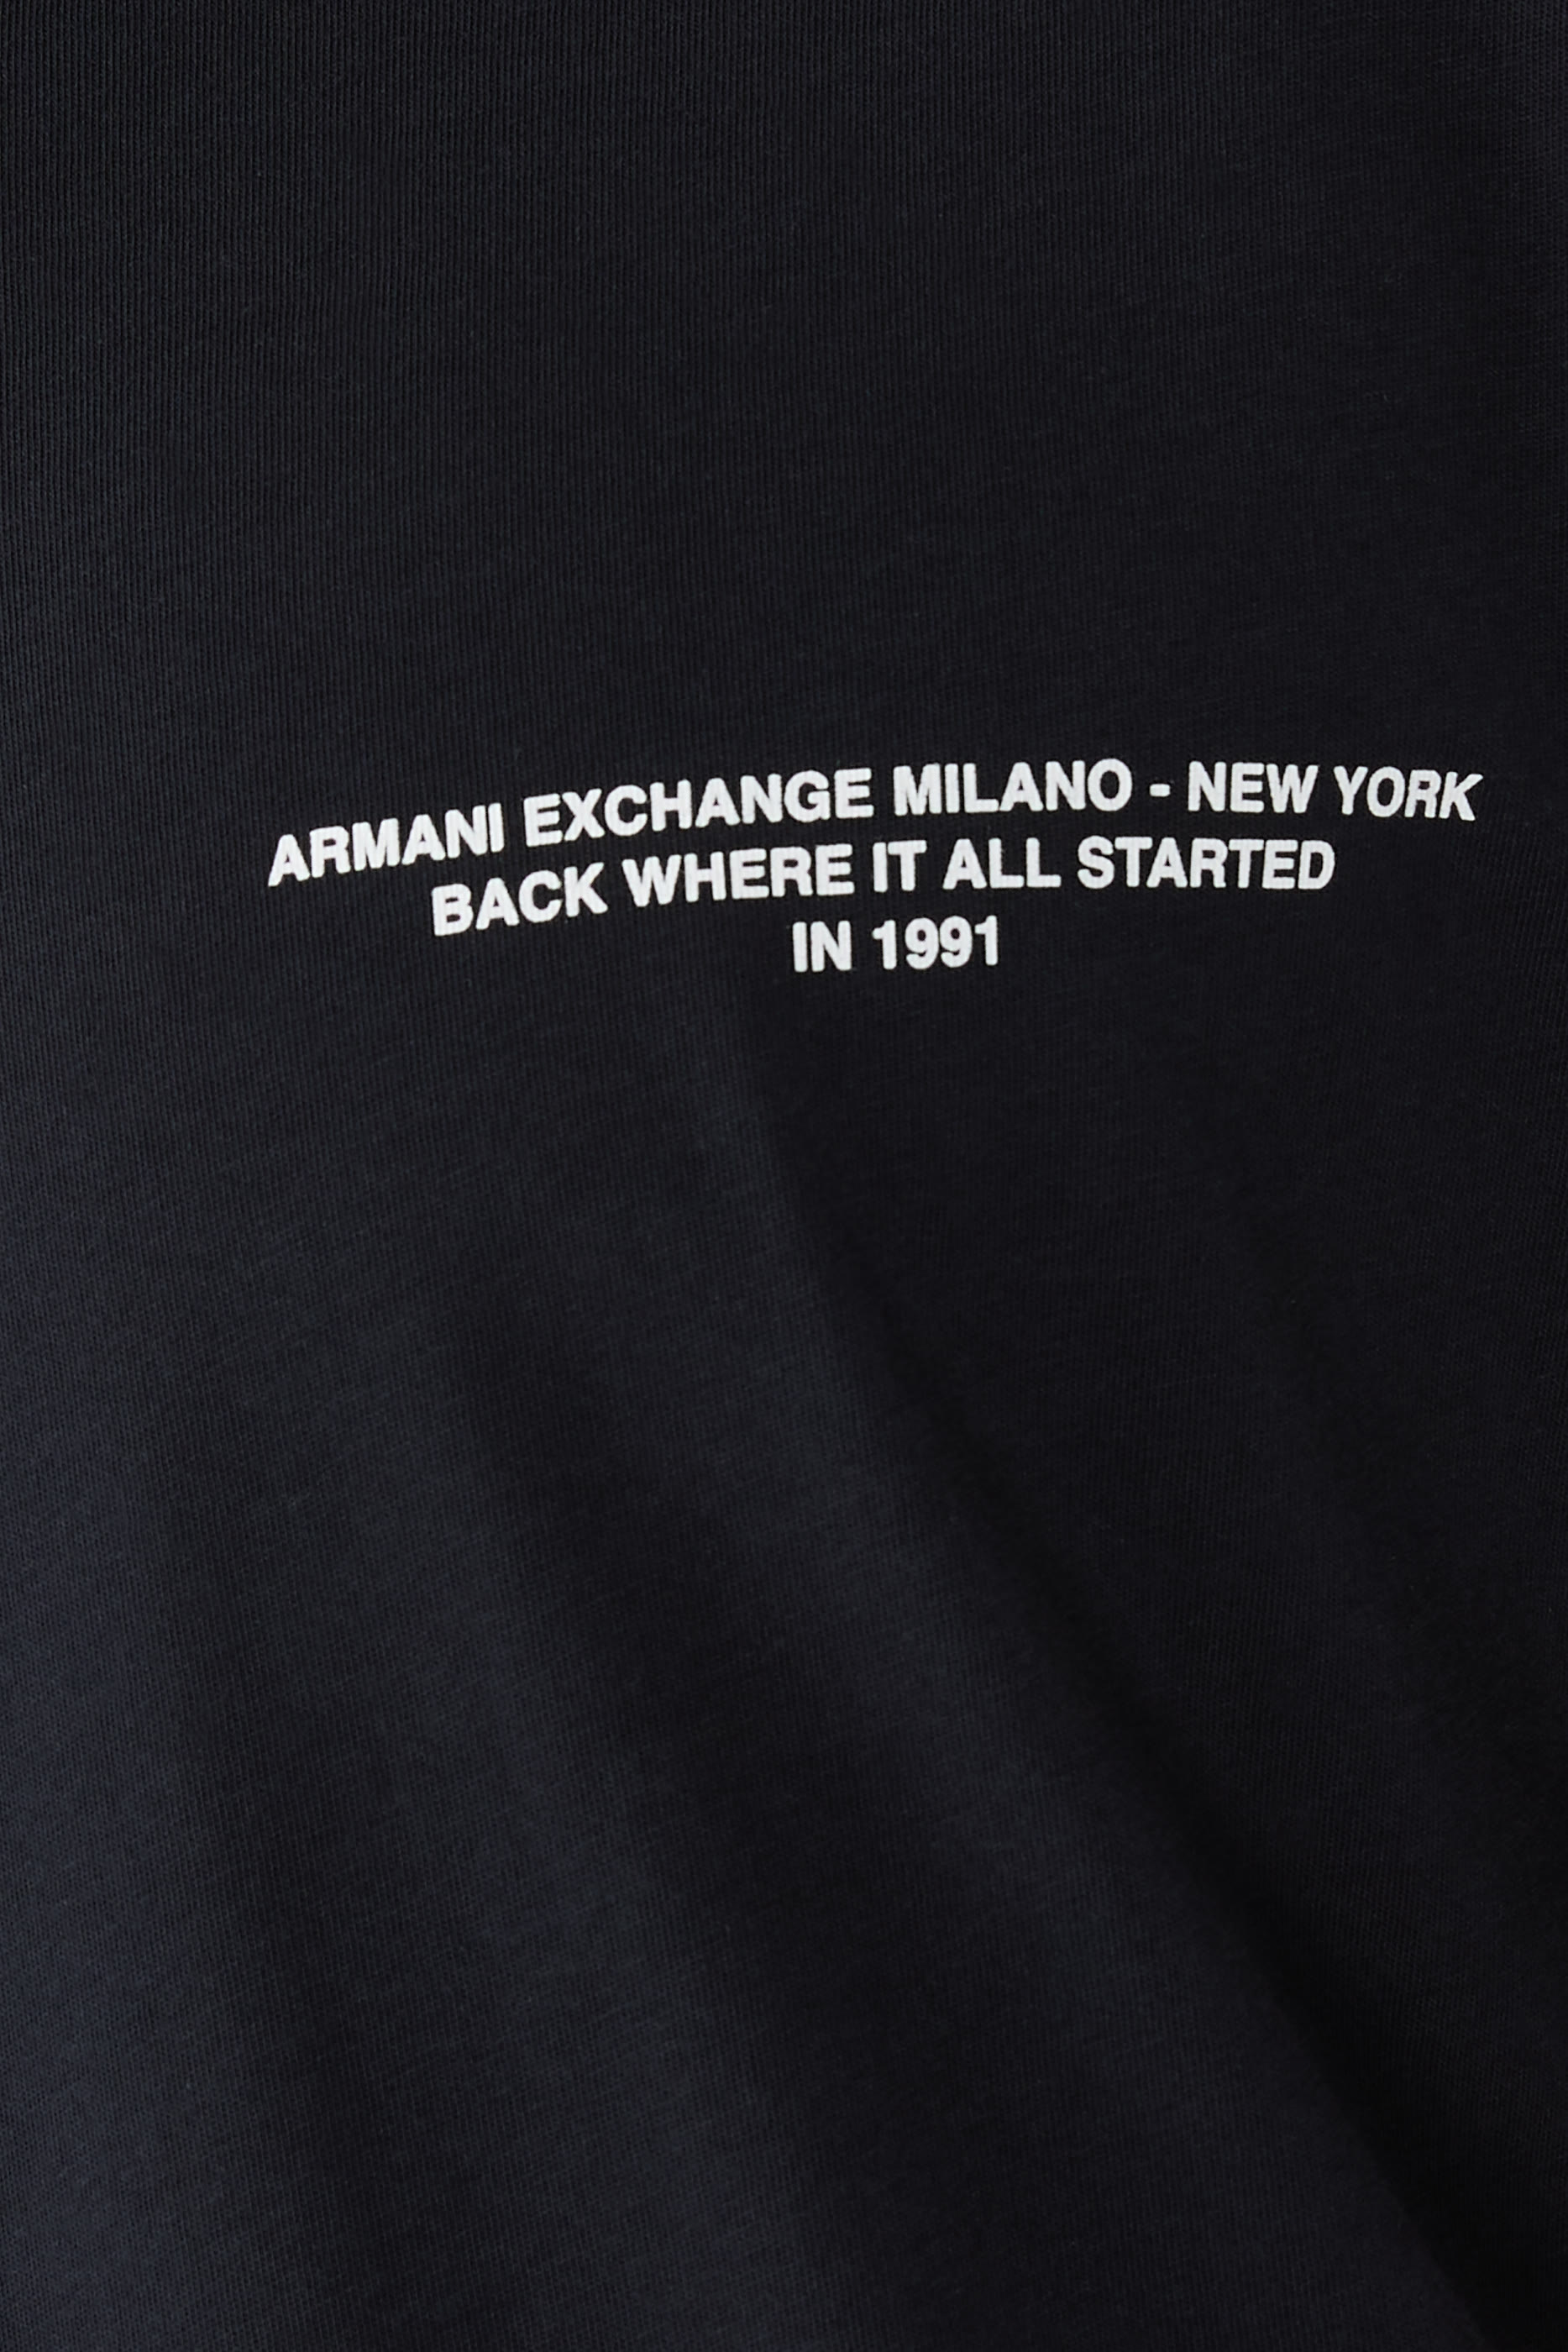 ARMANI EXCHANGE MILANO - NEW YORK
BACK WHERE IT ALL STARTED
IN 1991